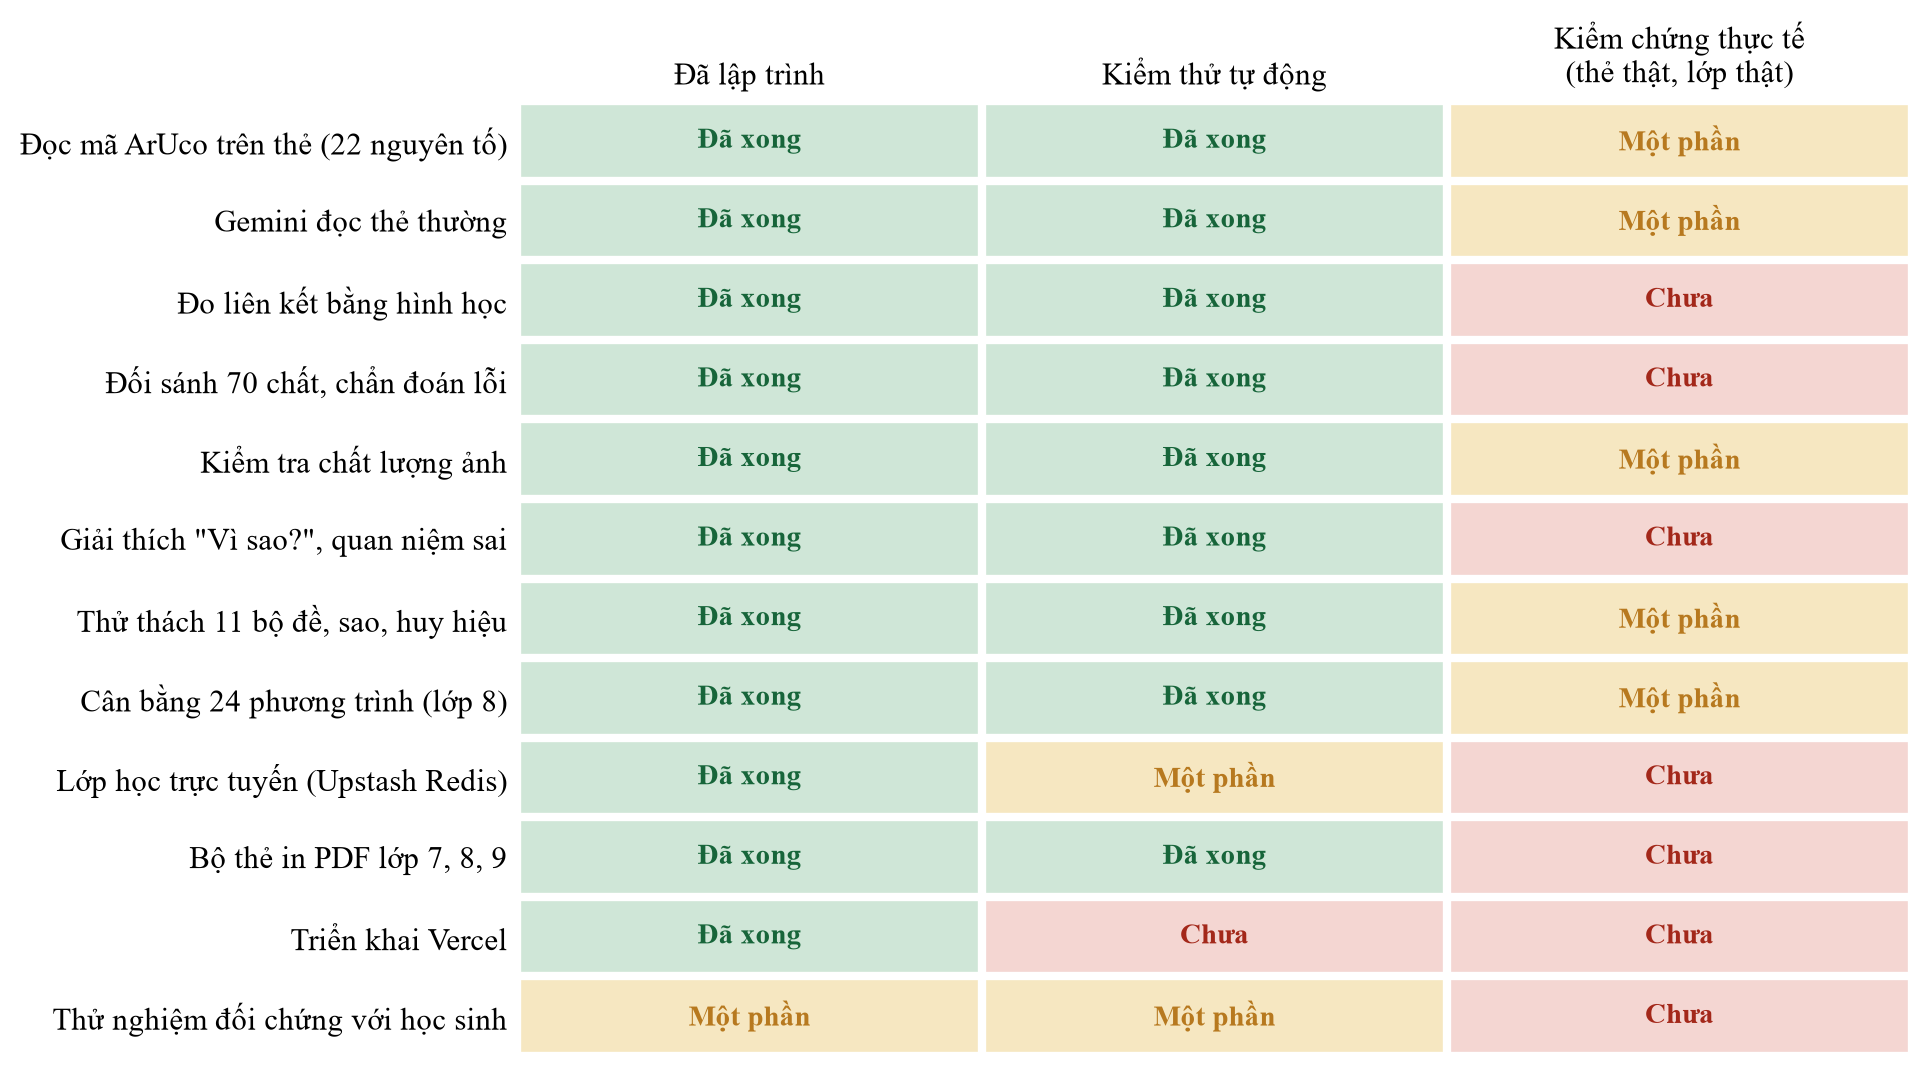 Đã lập trình
Kiểm thử tự động
Kiểm chứng thực tế
(thẻ thật, lớp thật)
Đọc mã ArUco trên thẻ (22 nguyên tố)
Đã xong
Đã xong
Một phần
Gemini đọc thẻ thường
Đã xong
Đã xong
Một phần
Đo liên kết bằng hình học
Đã xong
Đã xong
Chưa
Đối sánh 70 chất, chẩn đoán lỗi
Đã xong
Đã xong
Chưa
Kiểm tra chất lượng ảnh
Đã xong
Đã xong
Một phần
Giải thích "Vì sao?", quan niệm sai
Đã xong
Đã xong
Chưa
Thử thách 11 bộ đề, sao, huy hiệu
Đã xong
Đã xong
Một phần
Cân bằng 24 phương trình (lớp 8)
Đã xong
Đã xong
Một phần
Lớp học trực tuyến (Upstash Redis)
Đã xong
Một phần
Chưa
Bộ thẻ in PDF lớp 7, 8, 9
Đã xong
Đã xong
Chưa
Triển khai Vercel
Đã xong
Chưa
Chưa
Thử nghiệm đối chứng với học sinh
Một phần
Một phần
Chưa